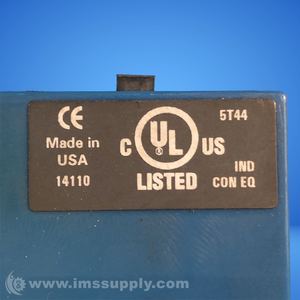 CE
Made in
USA
14110
C UL ® US
LISTED
5T44
IND
CON EQ
© www.imssupply.com